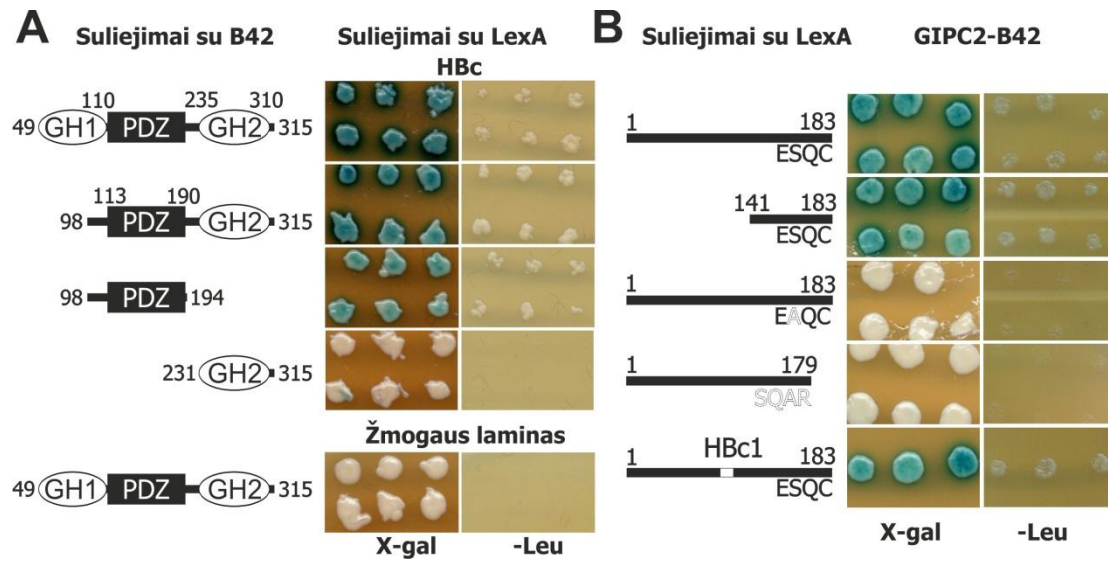 A
Suliejimai su B42
Suliejimai su LexA
HBc
110 235 310
49 GH1 PDZ GH2 315
113 190
98 PDZ GH2 315
98 PDZ 194
231 GH2 315
Žmogaus laminas
49 GH1 PDZ GH2 315
X-gal -Leu
B
Suliejimai su LexA
GIPC2-B42
1 183
ESQC
141 183
ESQC
1 183
EAQC
1 179
SQAR
HBc1
1 183
ESQC
X-gal -Leu